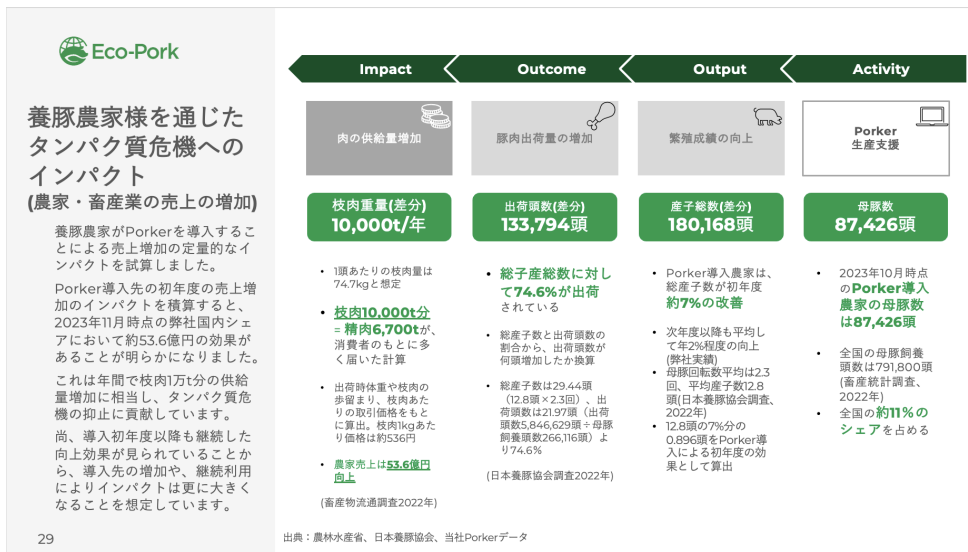 Eco-Pork
養豚農家様を通じた
タンパク質危機への
インパクト
(農家・畜産業の売上の増加)
養豚農家がPorkerを導入するこ
とによる売上増加の定量的なイ
ンパクトを試算しました。
Porker導入先の初年度の売上増
加のインパクトを積算すると、
2023年11月時点の弊社国内シェ
アにおいて約53.6億円の効果が
あることが明らかになりました。
これは年間で枝肉1万t分の供給
量増加に相当し、タンパク質危
機の抑止に貢献しています。
尚、導入初年度以降も継続した
向上効果が見られていることか
ら、導入先の増加や、継続利用
によりインパクトは更に大きく
なることを想定しています。
29
Impact
Outcome
Output
Activity
肉の供給量増加
豚肉出荷量の増加
繁殖成績の向上
Porker
生産支援
枝肉重量(差分)
10,000t/年
出荷頭数(差分)
133,794頭
産子総数(差分)
180,168頭
母豚数
87,426頭
• 1頭あたりの枝肉量は
74.7kgと想定
• 枝肉10,000t分
= 精肉6,700tが、
消費者のもとに多
く届いた計算
• 出荷時体重や枝肉の
歩留まり、枝肉あた
りの取引価格をもと
に算出。枝肉1kgあた
り価格は約536円
• 農家売上は53.6億円
向上
(畜産物流通調査2022年)
• 総子産総数に対し
て74.6%が出荷
されている
• 総産子数と出荷頭数の
割合から、出荷頭数が
何頭増加したか換算
• 総産子数は29.44頭
(12.8頭×2.3回)、出
荷頭数は21.97頭（出荷
頭数5,846,629頭÷母豚
飼養頭数266,116頭）よ
り74.6%
(日本養豚協会調査2022年)
• Porker導入農家は、
総産子数が初年度
約7%の改善
• 次年度以降も平均し
て年2%程度の向上
(弊社実績)
• 母豚回転数平均は2.3
回、平均産子数12.8
頭(日本養豚協会調査、
2022年)
• 12.8頭の7%分の
0.896頭をPorker導
入による初年度の効
果として算出
• 2023年10月時点
のPorker導入
農家の母豚数
は87,426頭
• 全国の母豚飼養
頭数は791,800頭
(畜産統計調査、
2022年)
• 全国の約11％の
シェアを占める
出典：農林水産省、日本養豚協会、当社Porkerデータ